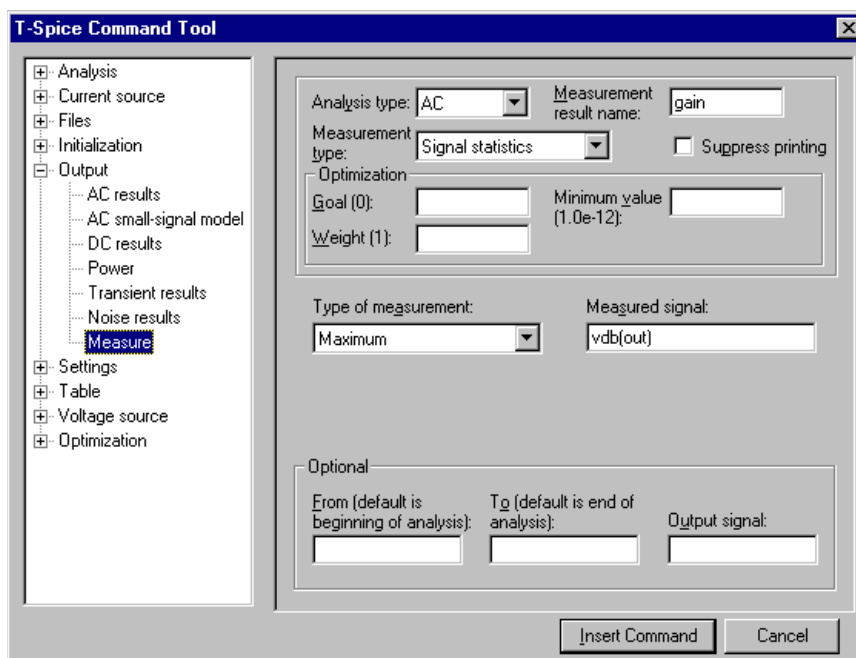 T-Spice Command Tool
Analysis
Current source
Files
Initialization
Output
AC results
AC small-signal model
DC results
Power
Transient results
Noise results
Measure
Settings
Table
Voltage source
Optimization
Analysis type: AC
Measurement result name: gain
Measurement type: Signal statistics
Suppress printing
Optimization
Goal (0):
Minimum value (1.0e-12):
Weight (1):
Type of measurement:
Maximum
Measured signal:
vdb(out)
Optional
From (default is beginning of analysis):
To (default is end of analysis):
Output signal:
Insert Command
Cancel